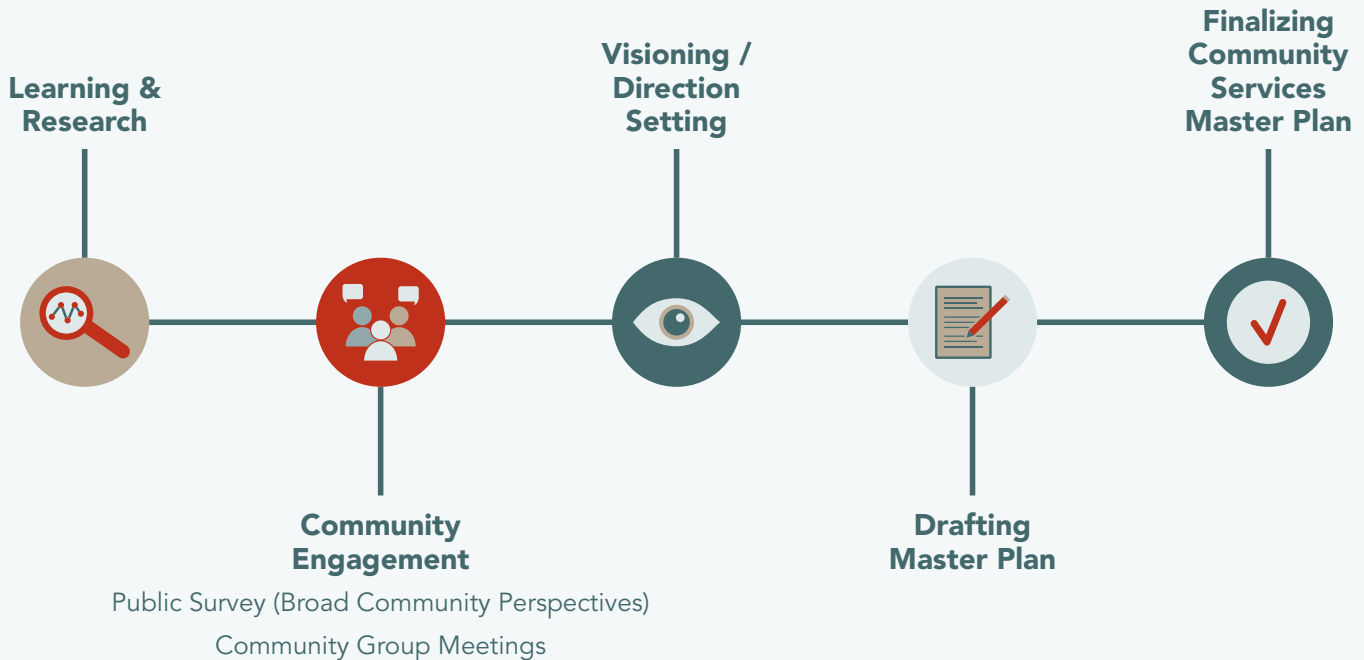 Learning &
Research
Community
Engagement
Public Survey (Broad Community Perspectives)
Community Group Meetings
Visioning /
Direction
Setting
Drafting
Master Plan
Finalizing
Community
Services
Master Plan